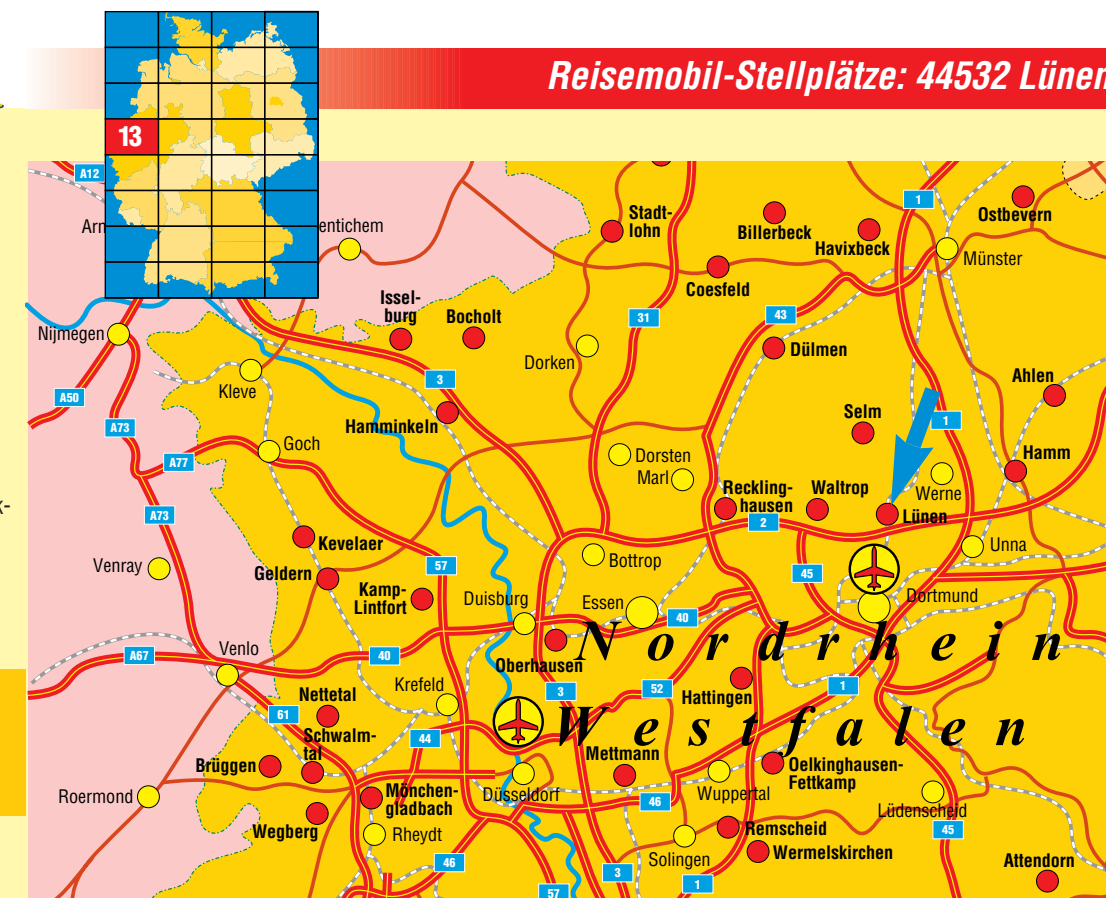 Reisemobil-Stellplätze: 44532 Lünen
13
A12
1
Stadt-
lohn
Billerbeck
Ostbevern
Arn
entichem
Havixbeck
Münster
Coesfeld
Issel-
burg
Bocholt
31
43
Nijmegen
Dorken
Dülmen
Kleve
3
Ahlen
A50
Selm
A73
Hamminkeln
1
Goch
Dorsten
Hamm
A77
Marl
Reckling-
hausen
Waltrop
Werne
k-
A73
2
Lünen
Kevelaer
Unna
Venray
57
Bottrop
Geldern
45
Kamp-
Lintfort
Duisburg
Essen
Dortmund
40
Nordrhein
Venlo
A67
40
Oberhausen
Krefeld
3
52
Hattingen
1
Nettetal
61
Westfalen
Schwalm-
tal
44
Mettmann
Brüggen
Oelkinghausen-
Fettkamp
Roermond
Mönchen-
gladbach
Düsseldorf
Wuppertal
46
Lüdenscheid
Wegberg
Rheydt
Remscheid
45
Solingen
Wermelskirchen
46
Attendorn
3
1
57